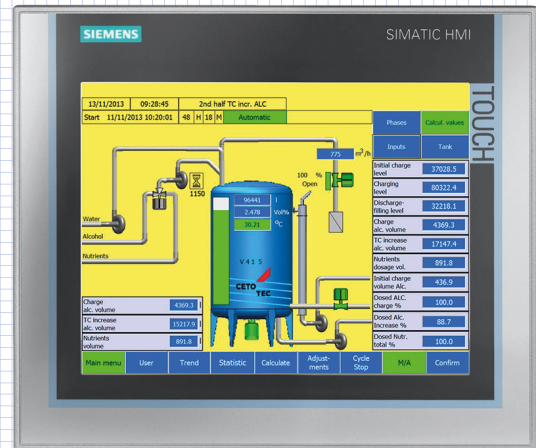 SIEMENS
SIMATIC HMI
TOUCH
13/11/2013 09:28:45 2nd half TC incr. ALC
Start 11/11/2013 10:20:01 48 H 18 M Automatic
Phases Calcul. values
Inputs Tank
775 m³/h
100 %
Open
1150
Water
Alcohol
Nutrients
96441 l
2.478 Vol%
30.21 °C
V 4 1 5
CETO
TEC
Initial charge
level 37028.5
Charging
level 80322.4
Discharge-
filling level 32218.1
Charge
alc. volume 4369.3
TC increase
alc. volume 17147.4
Nutrients
dosage vol. 891.8
Initial charge
volume Alc. 436.9
Dosed ALC.
charge % 100.0
Dosed Alc.
Increase % 88.7
Dosed Nutr.
total % 100.0
Charge
alc. volume 4369.3 l
TC increase
alc. volume 15217.9 l
Nutrients
volume 891.8 l
Main menu User Trend Statistic Calculate Adjust-
ments Cycle
Stop M/A Confirm